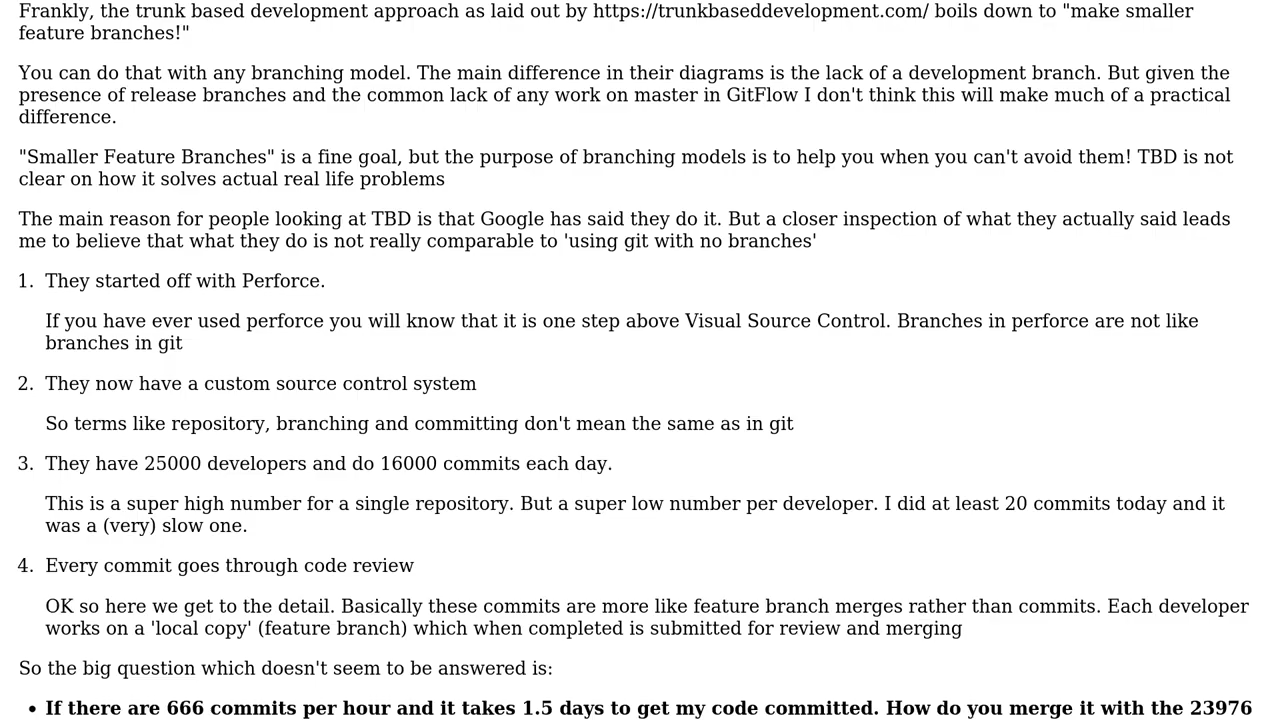 Frankly, the trunk based development approach as laid out by https://trunkbaseddevelopment.com/ boils down to "make smaller
feature branches!"
You can do that with any branching model. The main difference in their diagrams is the lack of a development branch. But given the
presence of release branches and the common lack of any work on master in GitFlow I don't think this will make much of a practical
difference.
"Smaller Feature Branches" is a fine goal, but the purpose of branching models is to help you when you can't avoid them! TBD is not
clear on how it solves actual real life problems
The main reason for people looking at TBD is that Google has said they do it. But a closer inspection of what they actually said leads
me to believe that what they do is not really comparable to 'using git with no branches'
1. They started off with Perforce.
If you have ever used perforce you will know that it is one step above Visual Source Control. Branches in perforce are not like
branches in git
2. They now have a custom source control system
So terms like repository, branching and committing don't mean the same as in git
3. They have 25000 developers and do 16000 commits each day.
This is a super high number for a single repository. But a super low number per developer. I did at least 20 commits today and it
was a (very) slow one.
4. Every commit goes through code review
OK so here we get to the detail. Basically these commits are more like feature branch merges rather than commits. Each developer
works on a 'local copy' (feature branch) which when completed is submitted for review and merging
So the big question which doesn't seem to be answered is:
• If there are 666 commits per hour and it takes 1.5 days to get my code committed. How do you merge it with the 23976